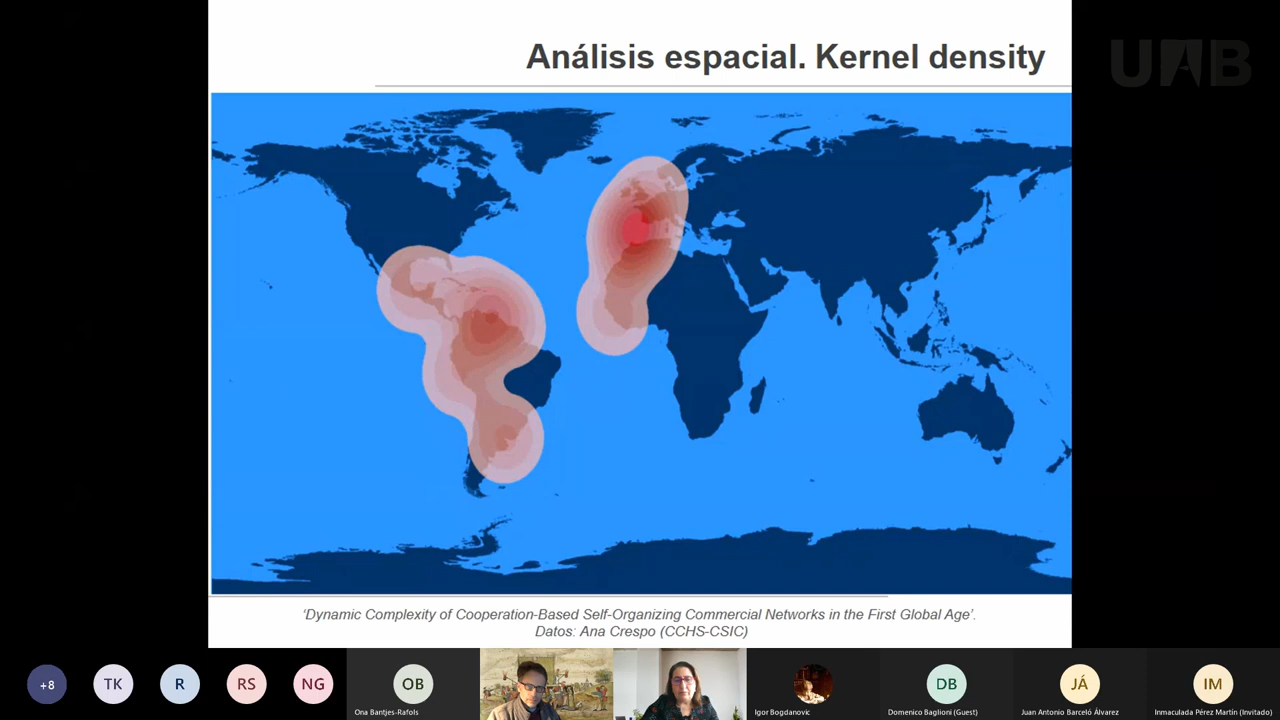 Análisis espacial. Kernel density
UAB
'Dynamic Complexity of Cooperation-Based Self-Organizing Commercial Networks in the First Global Age'.
Datos: Ana Crespo (CCHS-CSIC)
+8
TK
R
RS
NG
OB
Ona Bantjes-Rafols
Igor Bogdanovic
DB
Domenico Baglioni (Guest)
JÁ
Juan Antonio Barceló Álvarez
IM
Inmaculada Pérez Martín (Invitado)